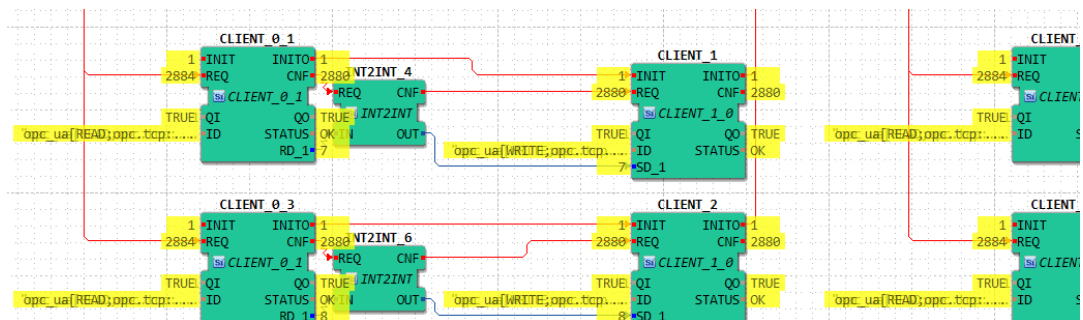 CLIENT_0_1
1 INIT INITO 1
2884 REQ CNF 2880
CLIENT_0_1
TRUE QI QO TRUE
"opc_ua[READ;opc.tcp:.... ID STATUS OK
RD_1 7
INT2INT_4
REQ CNF
INT2INT
IN OUT
CLIENT_1
1 INIT INITO 1
2880 REQ CNF 2880
CLIENT_1_0
TRUE QI QO TRUE
"opc_ua[WRITE;opc.tc.... ID STATUS OK
7 SD_1
CLIENT_
1 INIT
2884 REQ
CLIENT
TRUE QI
"opc_ua[READ;opc.tcp:.... ID
CLIENT_0_3
1 INIT INITO 1
2884 REQ CNF 2880
CLIENT_0_1
TRUE QI QO TRUE
"opc_ua[READ;opc.tcp:.... ID STATUS OK
RD_1 8
INT2INT_6
REQ CNF
INT2INT
IN OUT
CLIENT_2
1 INIT INITO 1
2880 REQ CNF 2880
CLIENT_1_0
TRUE QI QO TRUE
"opc_ua[WRITE;opc.tc.... ID STATUS OK
8 SD_1
CLIENT_
1 INIT
2884 REQ
CLIENT
TRUE QI
"opc_ua[READ;opc.tcp:.... ID